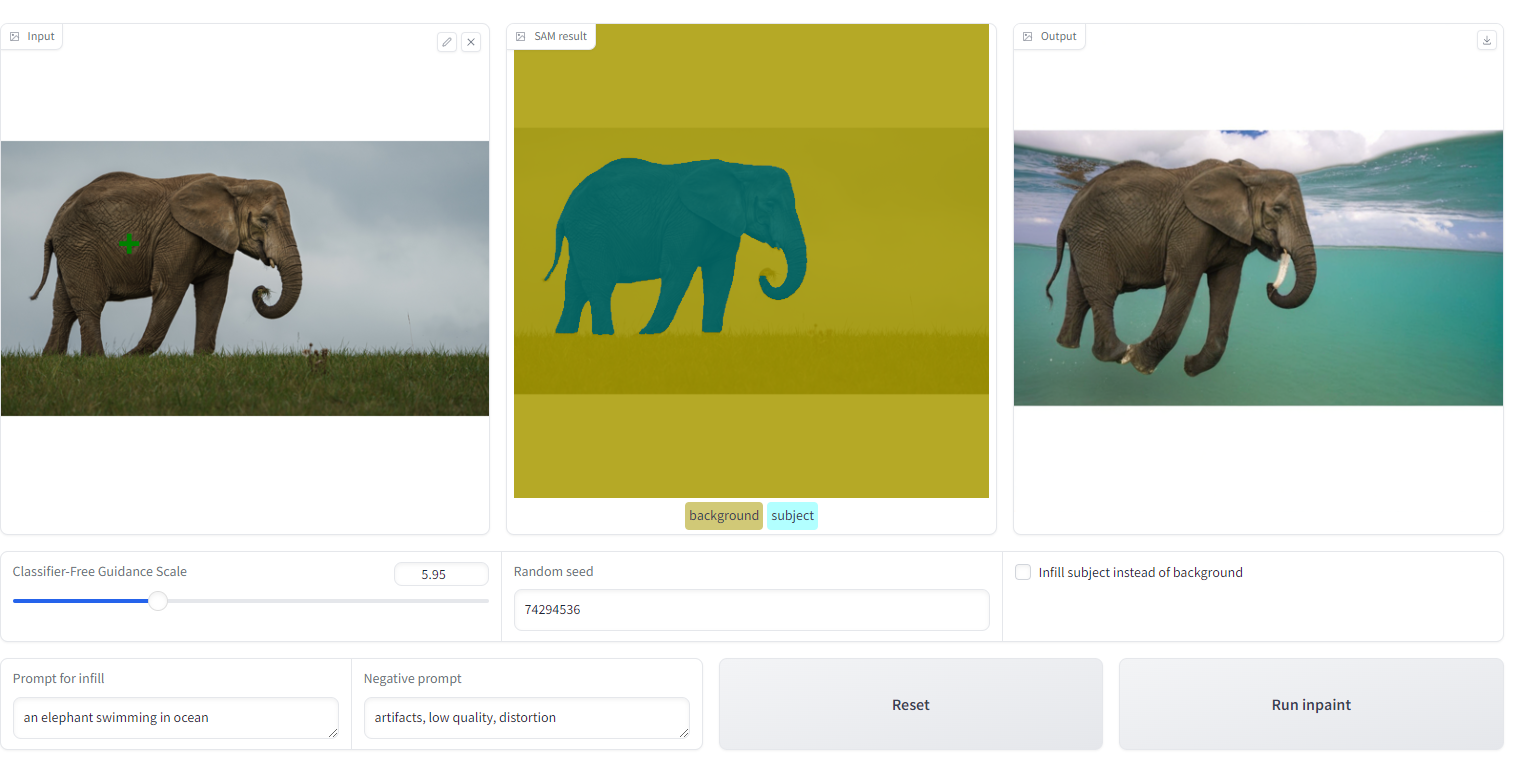 Input
SAM result
Output
background subject
Classifier-Free Guidance Scale
5.95
Random seed
74294536
Infill subject instead of background
Prompt for infill
an elephant swimming in ocean
Negative prompt
artifacts, low quality, distortion
Reset
Run inpaint